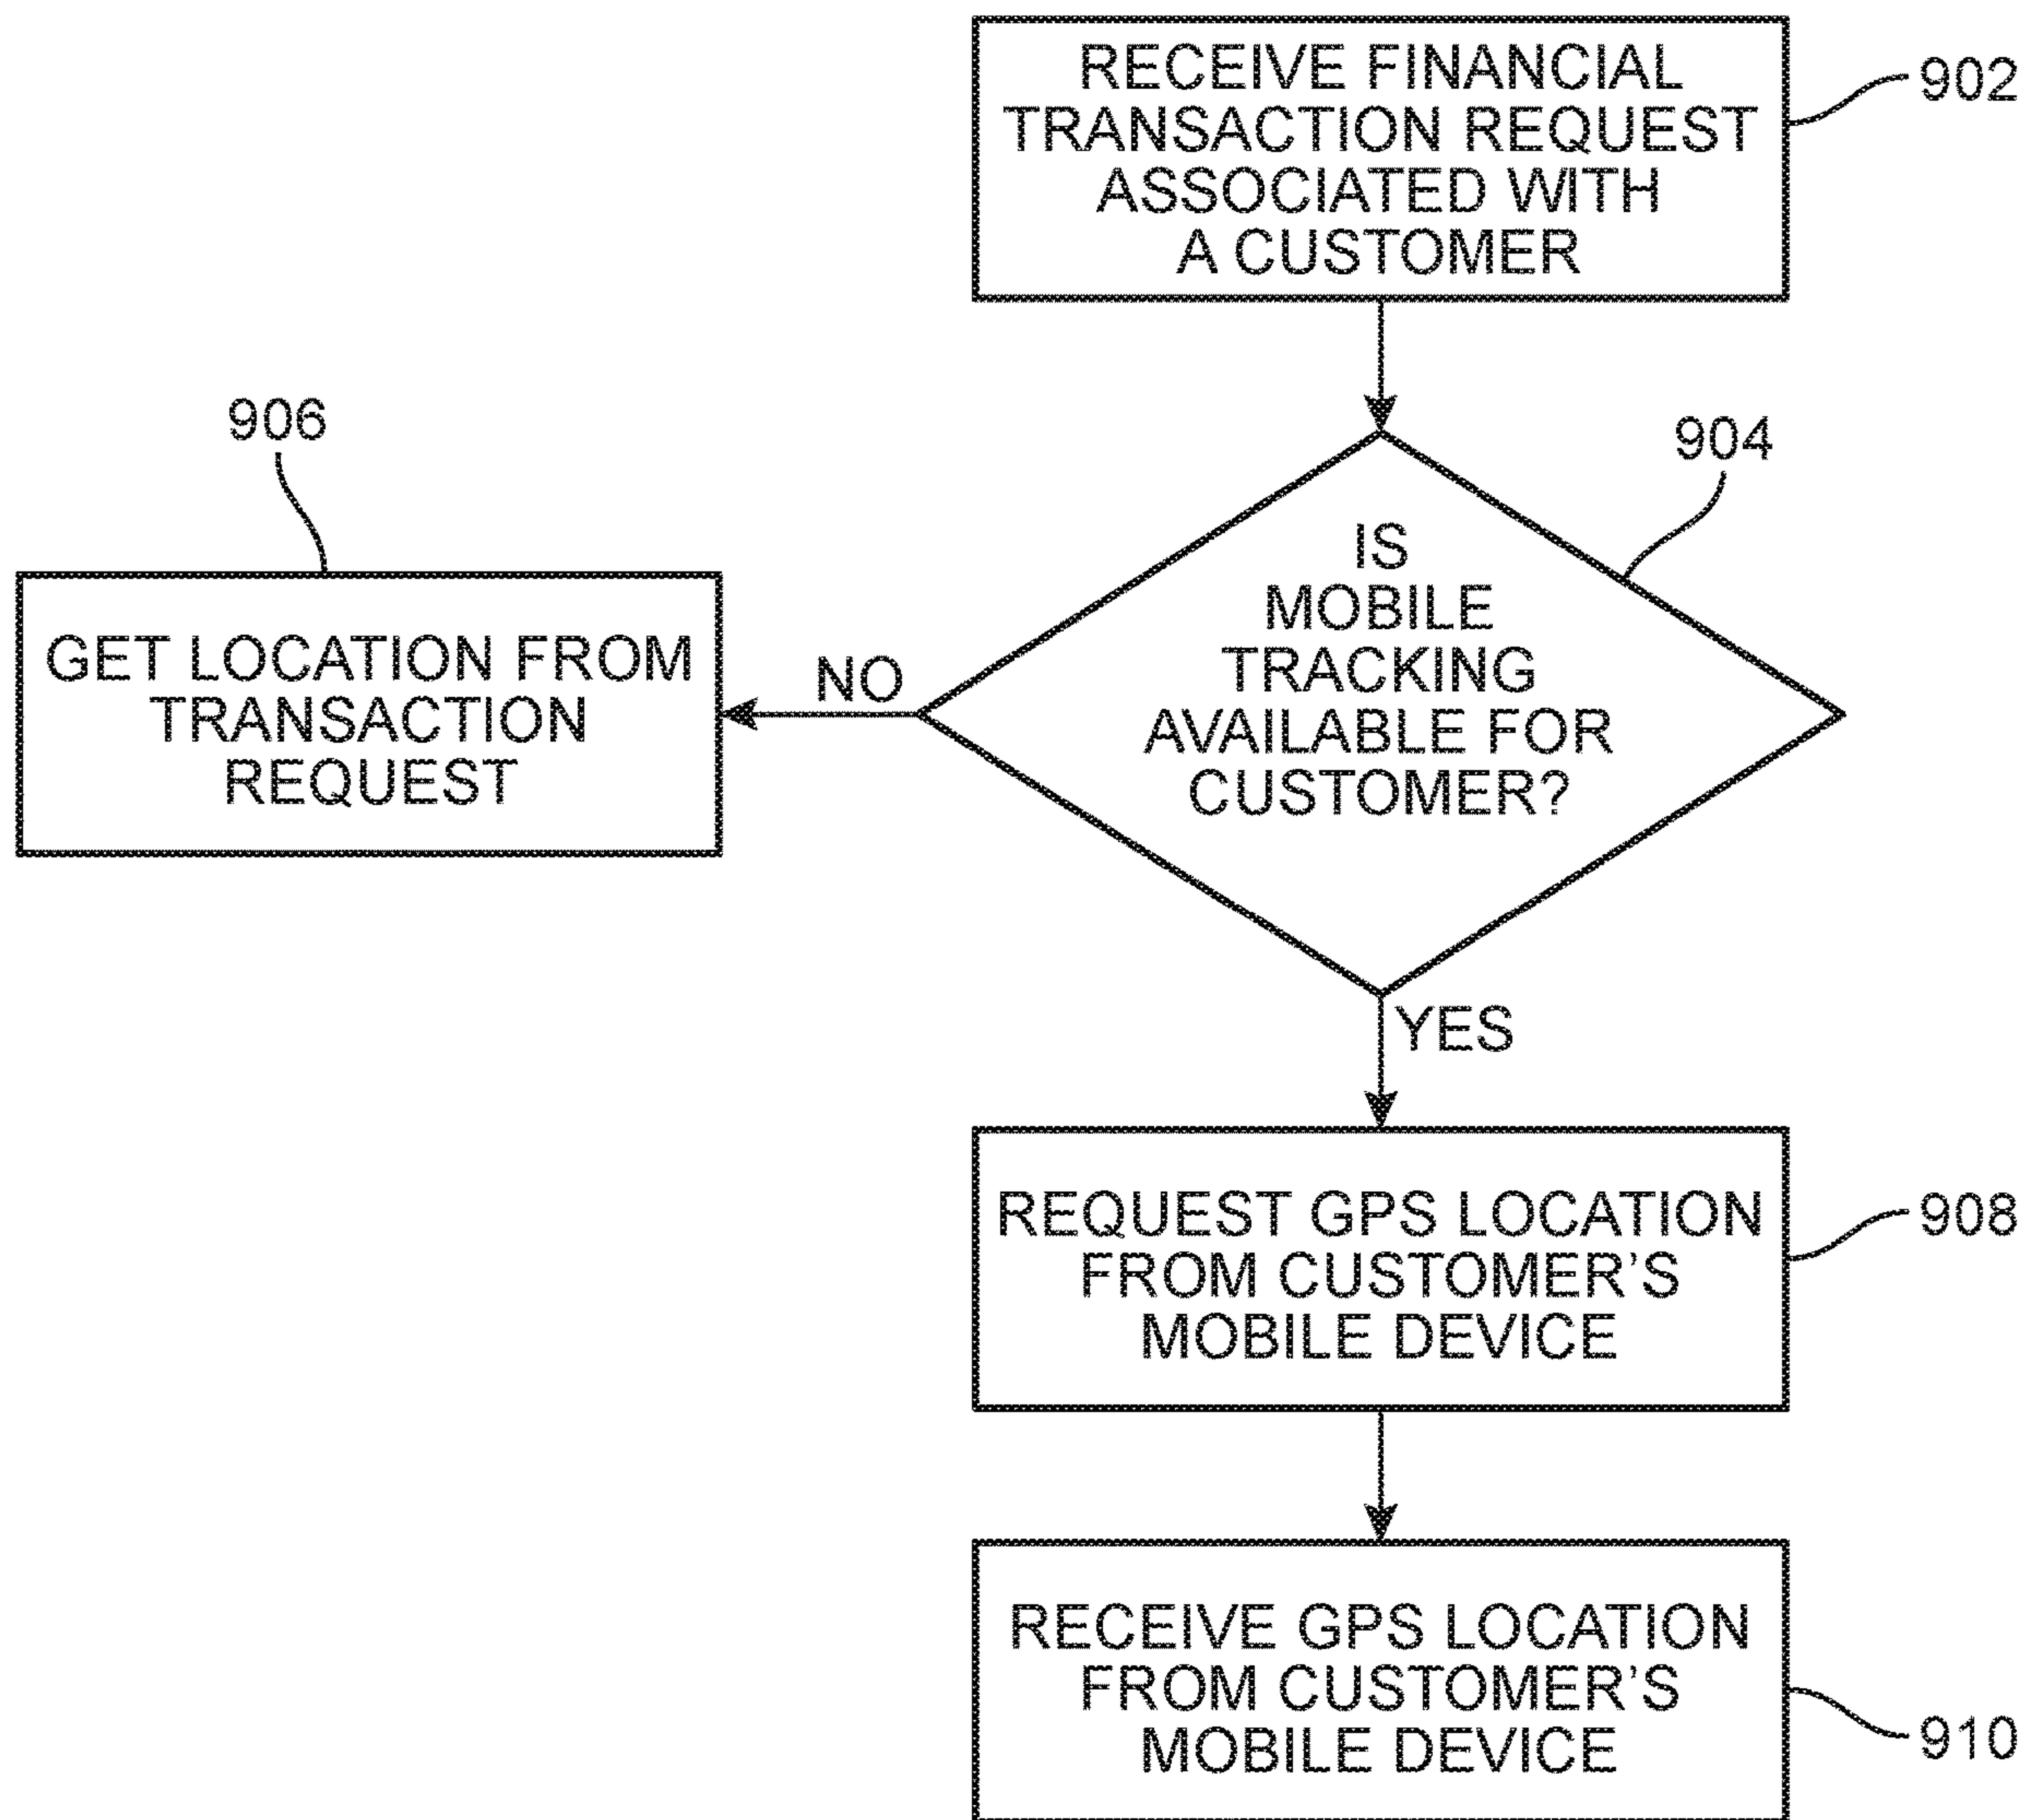 RECEIVE FINANCIAL
TRANSACTION REQUEST
ASSOCIATED WITH
A CUSTOMER
902
904
IS
MOBILE
TRACKING
AVAILABLE FOR
CUSTOMER?
NO
906
GET LOCATION FROM
TRANSACTION
REQUEST
YES
REQUEST GPS LOCATION
FROM CUSTOMER’S
MOBILE DEVICE
908
RECEIVE GPS LOCATION
FROM CUSTOMER’S
MOBILE DEVICE
910